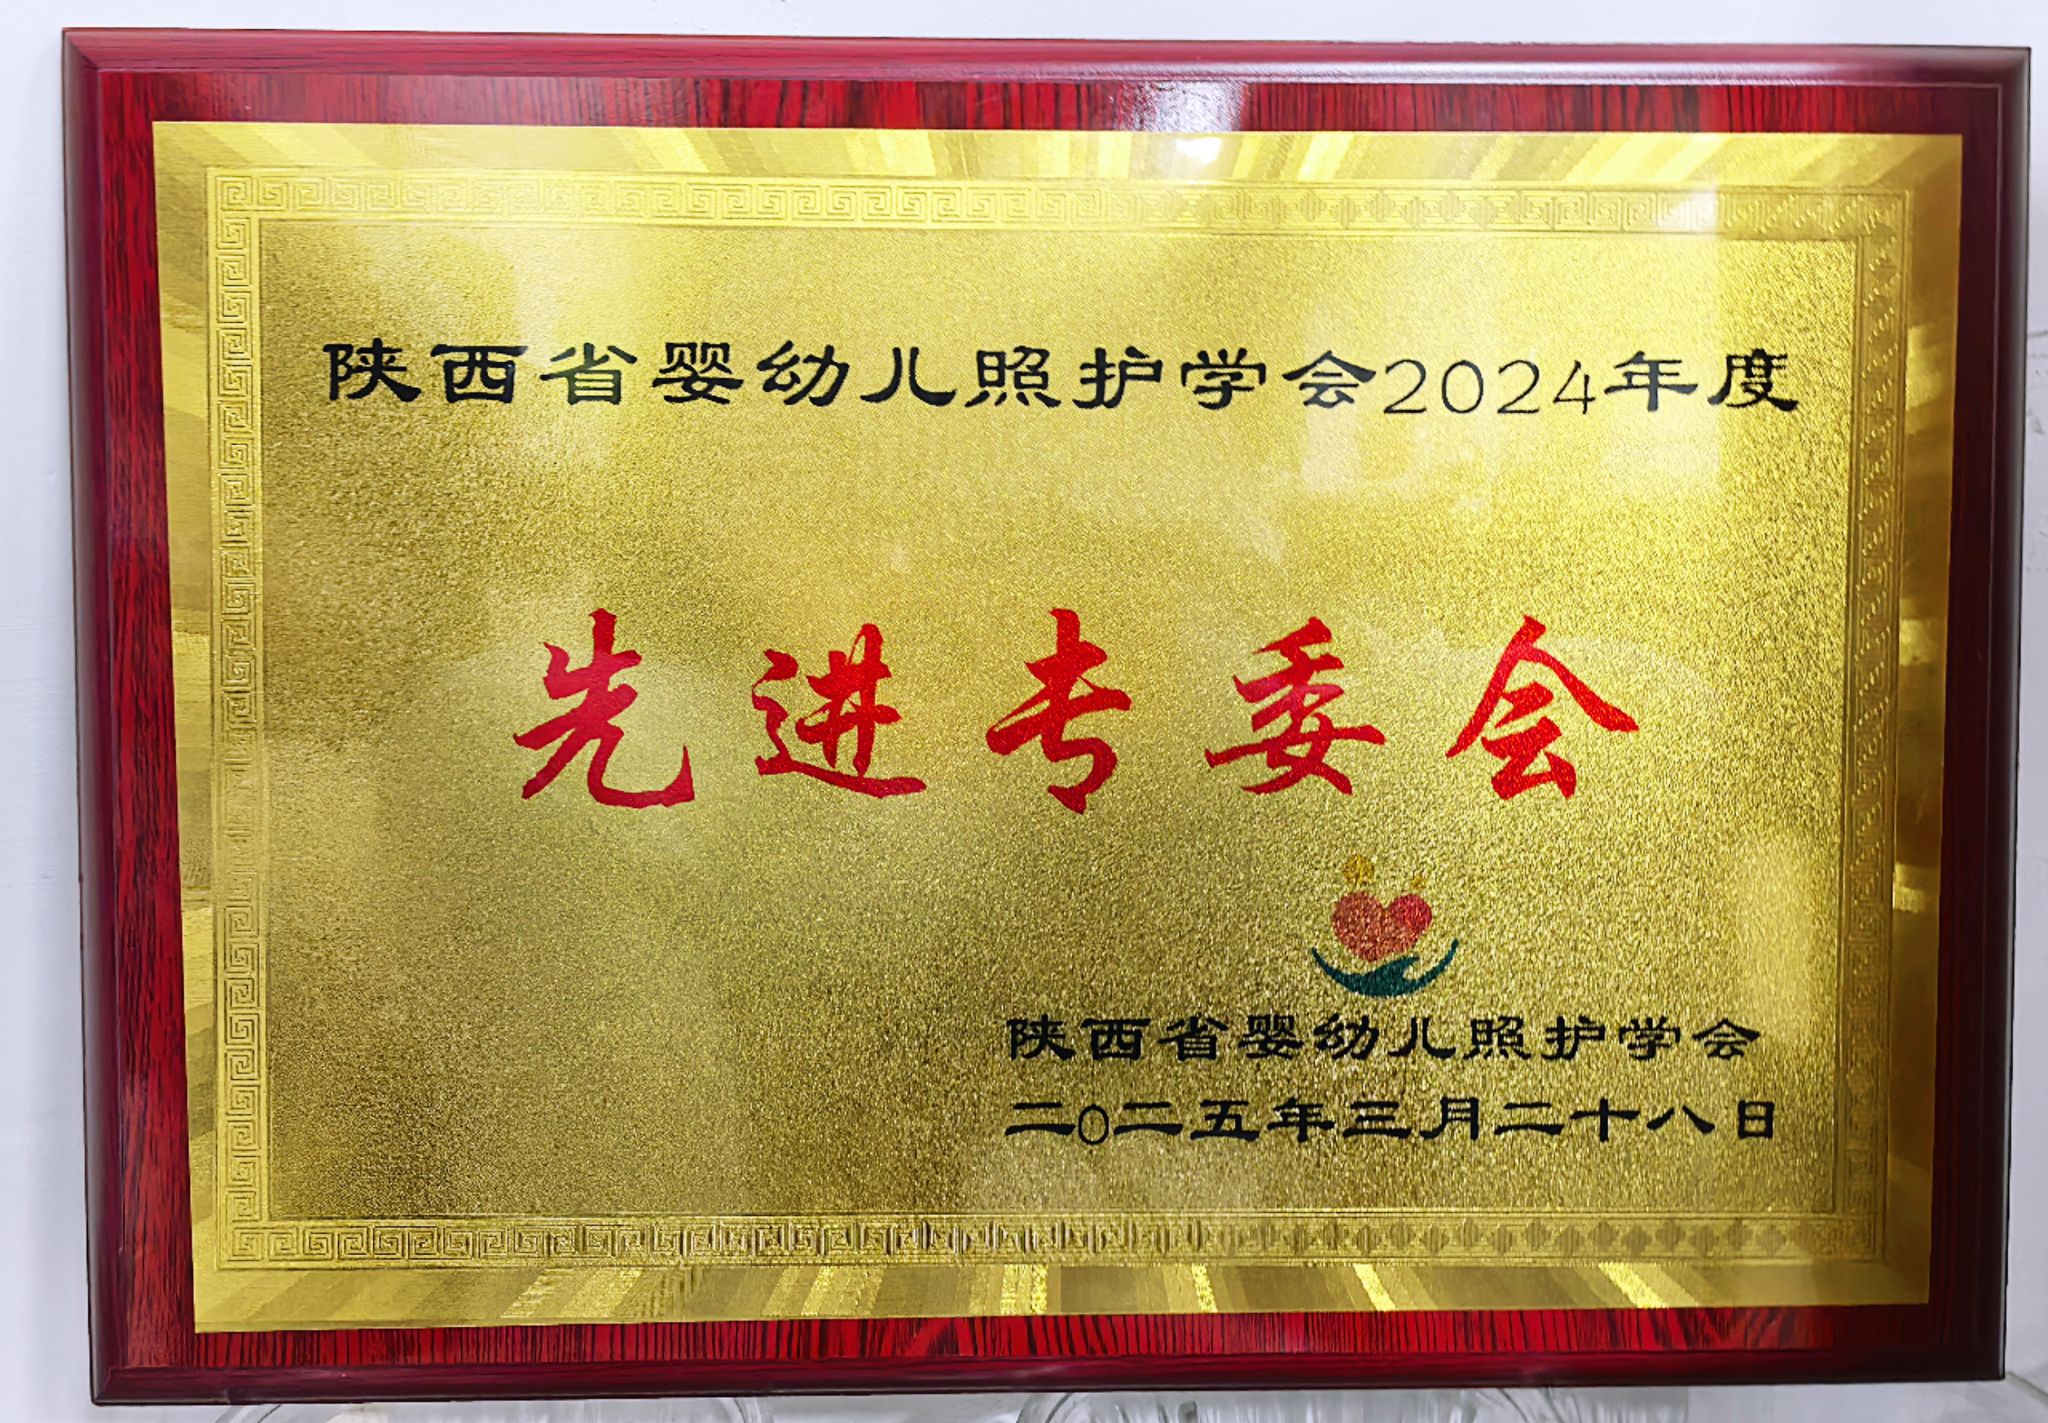 陕西省婴幼儿照护学会2024年度
先进专委会
陕西省婴幼儿照护学会
二0二五年三月二十八日